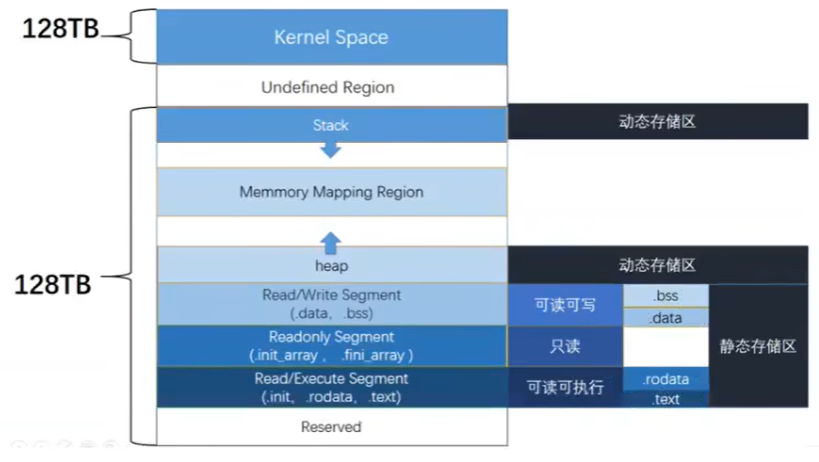 128TB
Kernel Space
Undefined Region
Stack
动态存储区
Memmory Mapping Region
128TB
heap
动态存储区
Read/Write Segment
(.data, .bss)
可读可写
.bss
.data
静态存储区
Readonly Segment
(.init_array , .fini_array )
只读
Read/Execute Segment
(.init, .rodata, .text)
可读可执行
.rodata
.text
Reserved